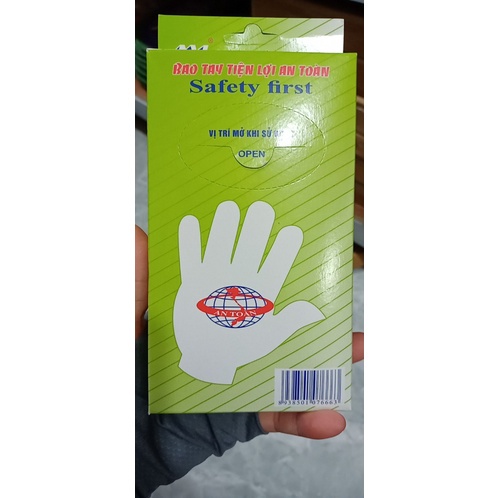 BAO TAY TIỆN LỢI AN TOÀN
Safety first
VỊ TRÍ MỞ KHI SỬ
OPEN
AN TOÀN